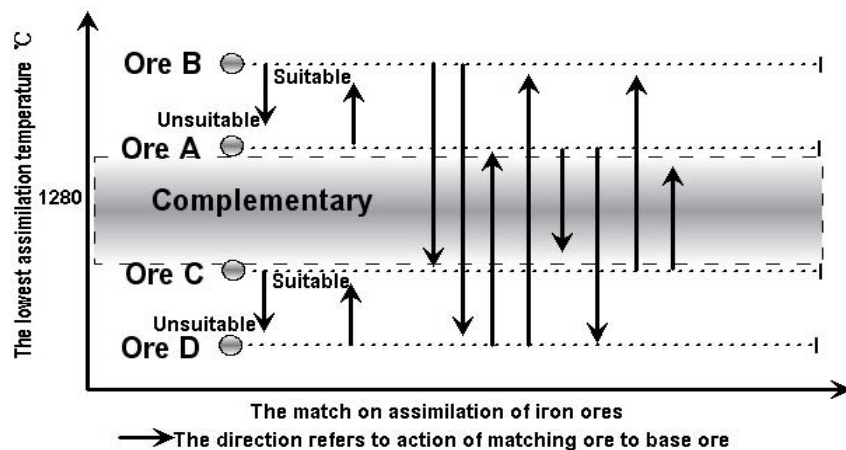 The lowest assimilation temperature ℃
1280
Ore B
Suitable
Unsuitable
Ore A
Complementary
Ore C
Suitable
Unsuitable
Ore D
The match on assimilation of iron ores
The direction refers to action of matching ore to base ore